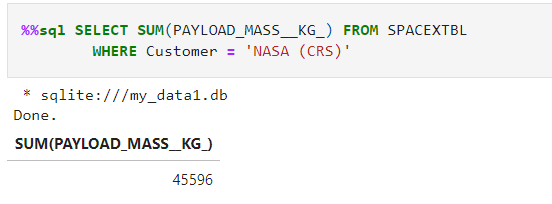 %%sql SELECT SUM(PAYLOAD_MASS__KG_) FROM SPACEXTBL
WHERE Customer = 'NASA (CRS)'
* sqlite:///my_data1.db
Done.
SUM(PAYLOAD_MASS__KG_)
45596